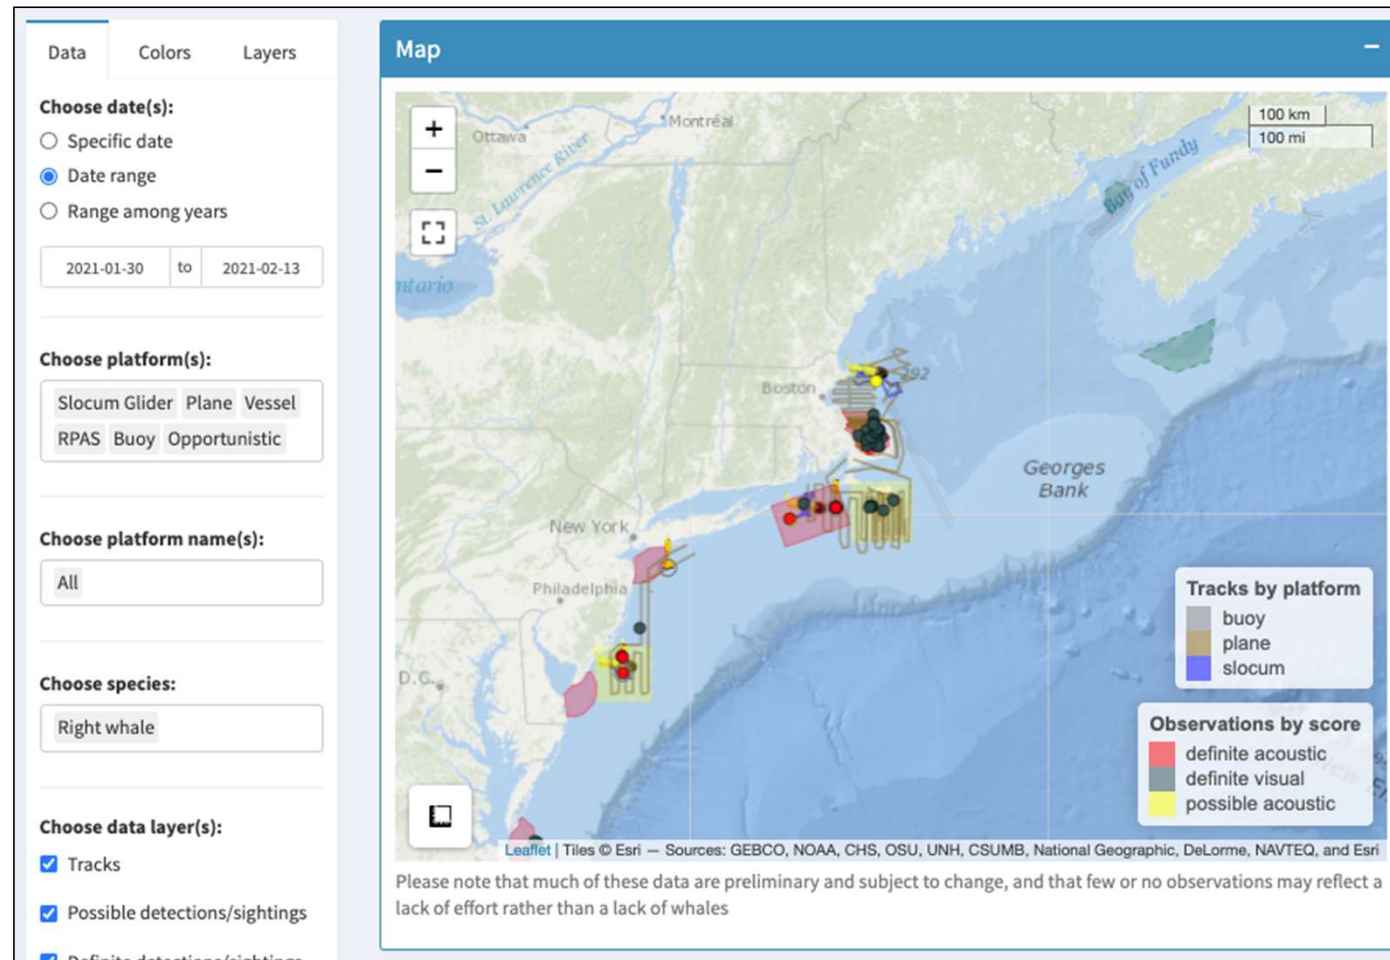 Data Colors Layers
Choose date(s):
Specific date
Date range
Range among years
2021-01-30 to 2021-02-13
Choose platform(s):
Slocum Glider Plane Vessel
RPAS Buoy Opportunistic
Choose platform name(s):
All
Choose species:
Right whale
Choose data layer(s):
Tracks
Possible detections/sightings
Map
+
−
100 km
100 mi
Ottawa
Montréal
St. Lawrence River
Bay of Fundy
ntario
Boston
Georges
Bank
New York
Philadelphia
D.C.
Tracks by platform
buoy
plane
slocum
Observations by score
definite acoustic
definite visual
possible acoustic
Leaflet | Tiles © Esri — Sources: GEBCO, NOAA, CHS, OSU, UNH, CSUMB, National Geographic, DeLorme, NAVTEQ, and Esri
Please note that much of these data are preliminary and subject to change, and that few or no observations may reflect a
lack of effort rather than a lack of whales